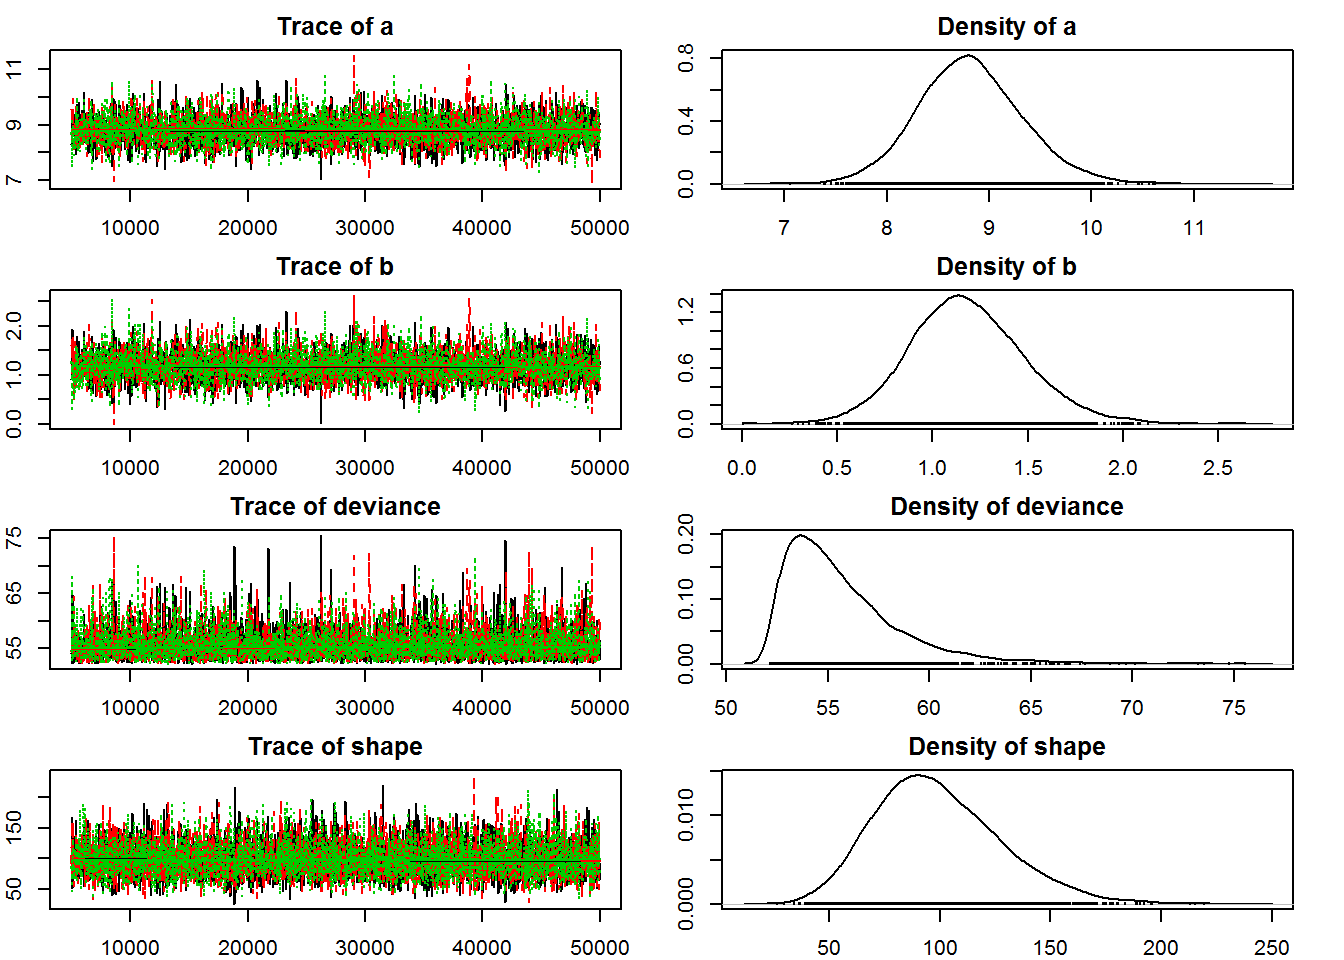 Trace of a
Density of a
7 9 11
10000 20000 30000 40000 50000
0.0 0.4 0.8
7 8 9 10 11
Trace of b
Density of b
0.0 1.0 2.0
10000 20000 30000 40000 50000
0.0 0.6 1.2
0.0 0.5 1.0 1.5 2.0 2.5
Trace of deviance
Density of deviance
55 65 75
10000 20000 30000 40000 50000
0.00 0.10 0.20
50 55 60 65 70 75
Trace of shape
Density of shape
50 150
10000 20000 30000 40000 50000
0.000 0.010
50 100 150 200 250